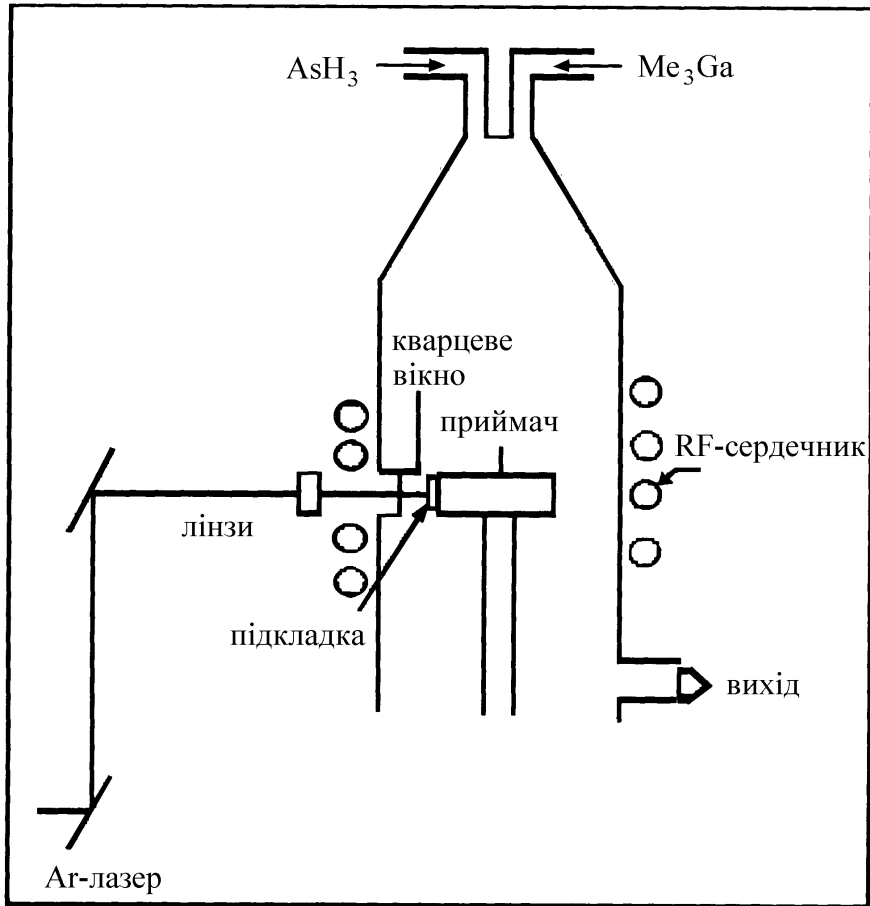 AsH₃
Me₃Ga
кварцеве
вікно
приймач
RF-сердечник
лінзи
підкладка
вихід
Ar-лазер